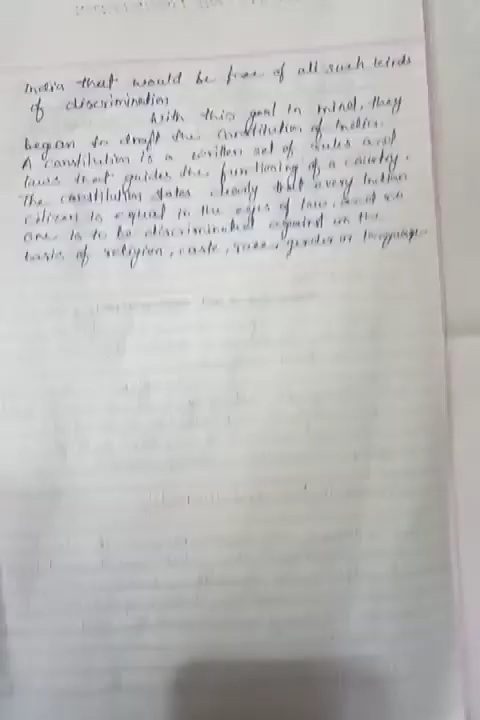 India that would be free of all such kinds
of discrimination
With this goal in mind, they
began to draft the constitution of India.
A constitution is a written set of rules and
laws that guides the functioning of a country.
The constitution states clearly that every Indian
citizen is equal in the eyes of law, and no
one is to be discriminated against on the
basis of religion, caste, race, gender or language